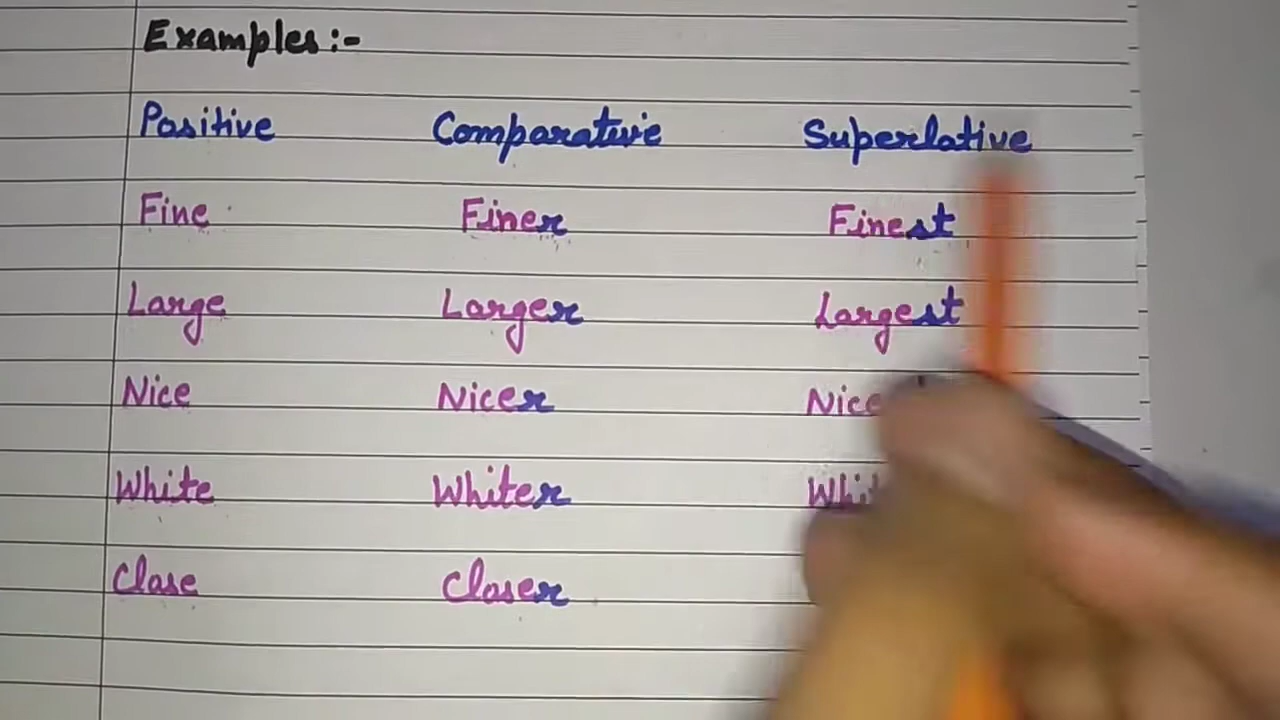 Examples:-
Positive Comparative Superlative
Fine Finer Finest
Large Larger Largest
Nice Nicer
White Whiter
Close Closer